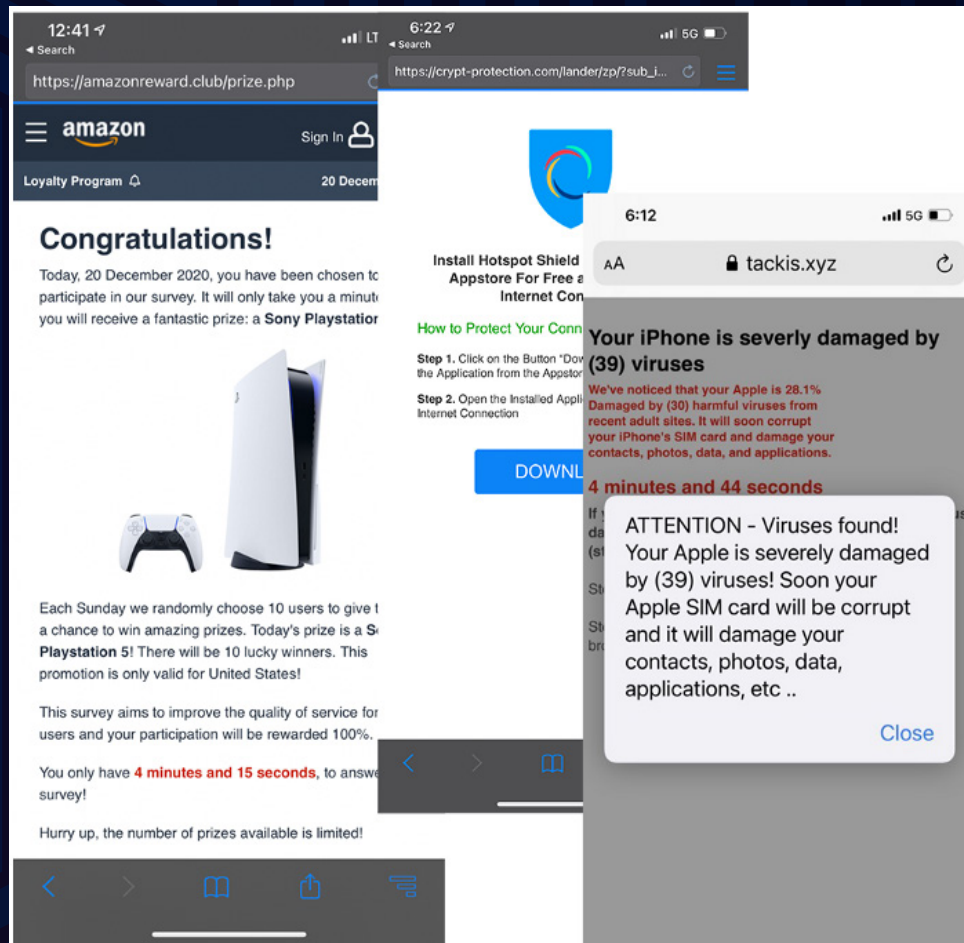 12:41
LT
Search
https://amazonreward.club/prize.php
amazon
Sign In
Loyalty Program
20
Congratulations!
Today, 20 December 2020, you have been chosen to
participate in our survey. It will only take you a minute
you will receive a fantastic prize: a Sony Playstation
Each Sunday we randomly choose 10 users to give
a chance to win amazing prizes. Today's prize is a
Playstation 5! There will be 10 lucky winners. This
promotion is only valid for United States!
This survey aims to improve the quality of service for
users and your participation will be rewarded 100%.
You only have 4 minutes and 15 seconds, to
survey!
Hurry up, the number of prizes available is limited!
6:22
5G
Search
https://crypt-protection.com/lander/zp/?sub_i...
Install Hotspot Shield
Appstore For Free
Internet
How to Protect Your
Step 1. Click on the Button
the Application from the
Step 2. Open the Installed
Internet Connection
6:12
5G
AA
tackis.xyz
Your iPhone is severly damaged by
(39) viruses
We've noticed that your Apple is 28.1%
Damaged by (30) harmful viruses from
recent adult sites. It will soon corrupt
your iPhone's SIM card and damage your
contacts, photos, data, and applications.
4 minutes and 44 seconds
ATTENTION - Viruses found!
Your Apple is severely damaged
by (39) viruses! Soon your
Apple SIM card will be corrupt
and it will damage your
contacts, photos, data,
applications, etc ..
Close